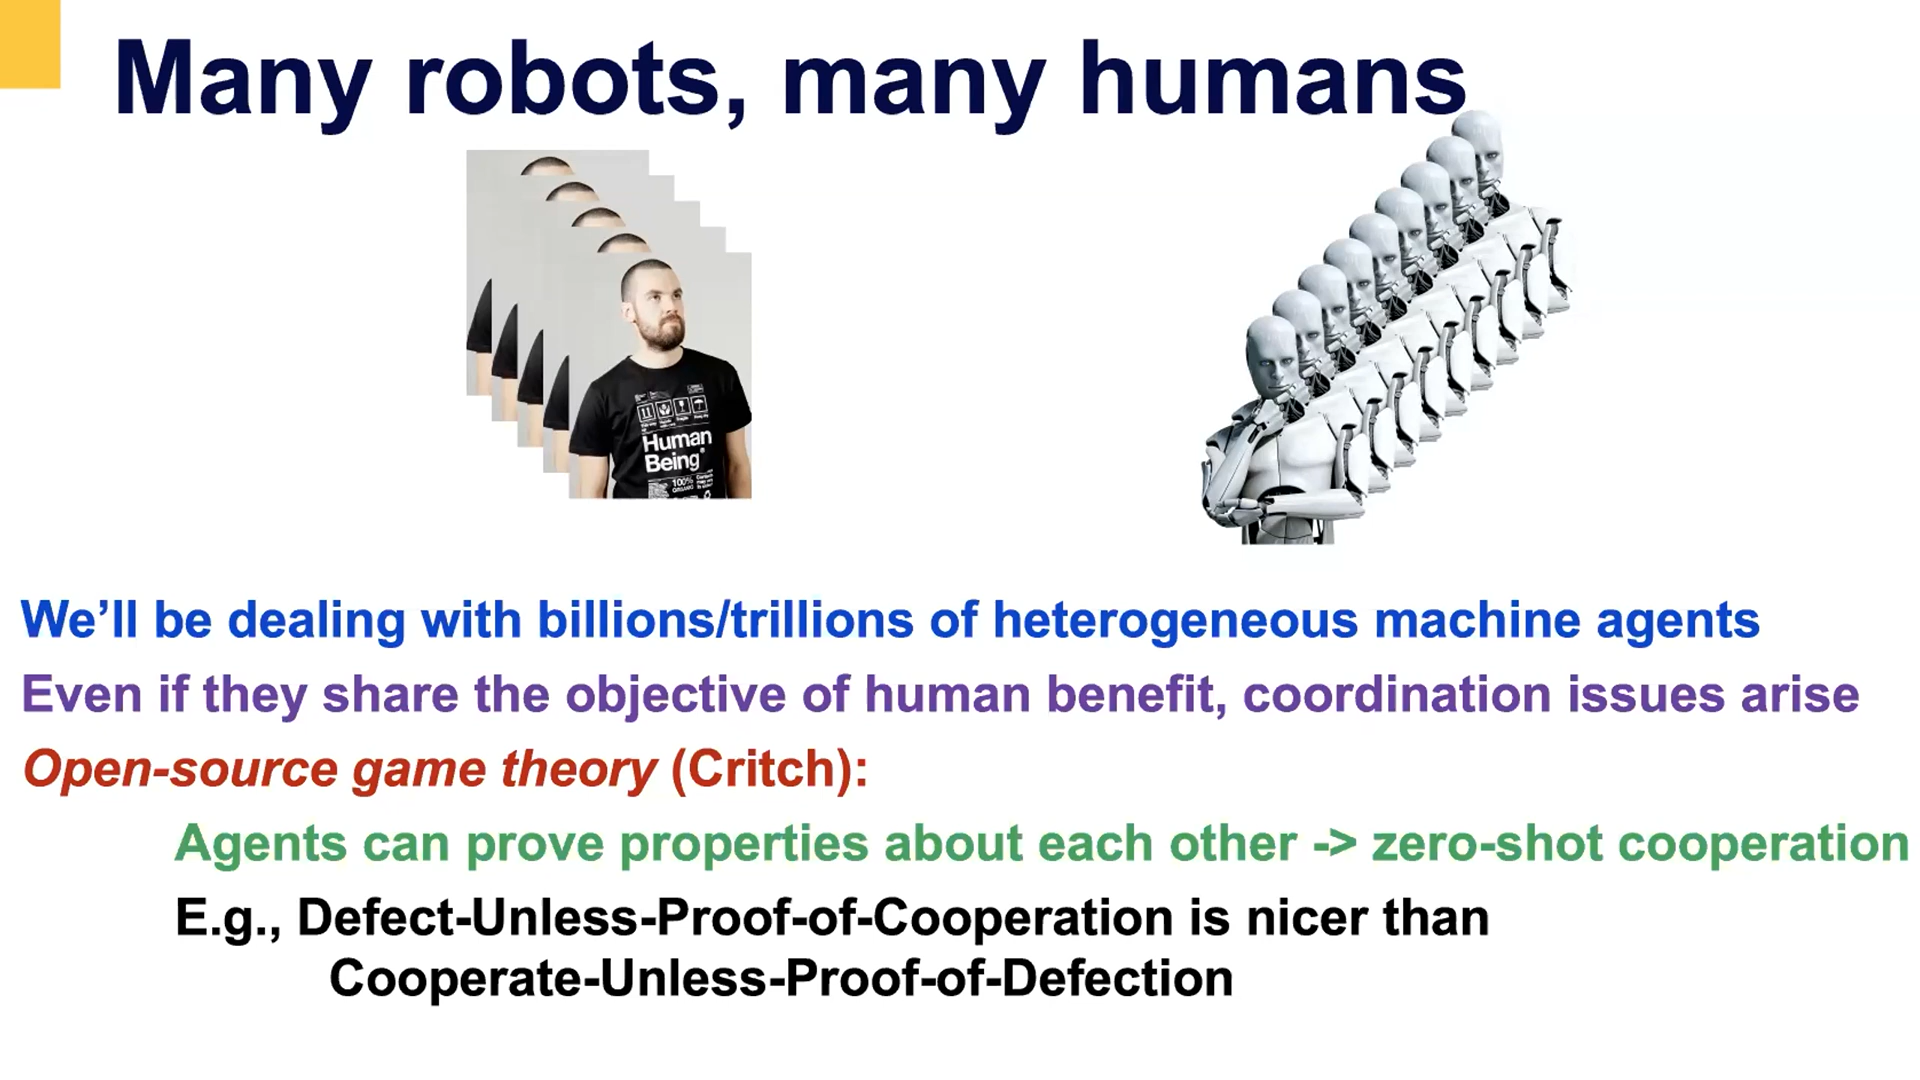 Many robots, many humans
Human
Being
100%
ORGANIC
We’ll be dealing with billions/trillions of heterogeneous machine agents
Even if they share the objective of human benefit, coordination issues arise
Open-source game theory (Critch):
Agents can prove properties about each other -> zero-shot cooperation
E.g., Defect-Unless-Proof-of-Cooperation is nicer than
Cooperate-Unless-Proof-of-Defection